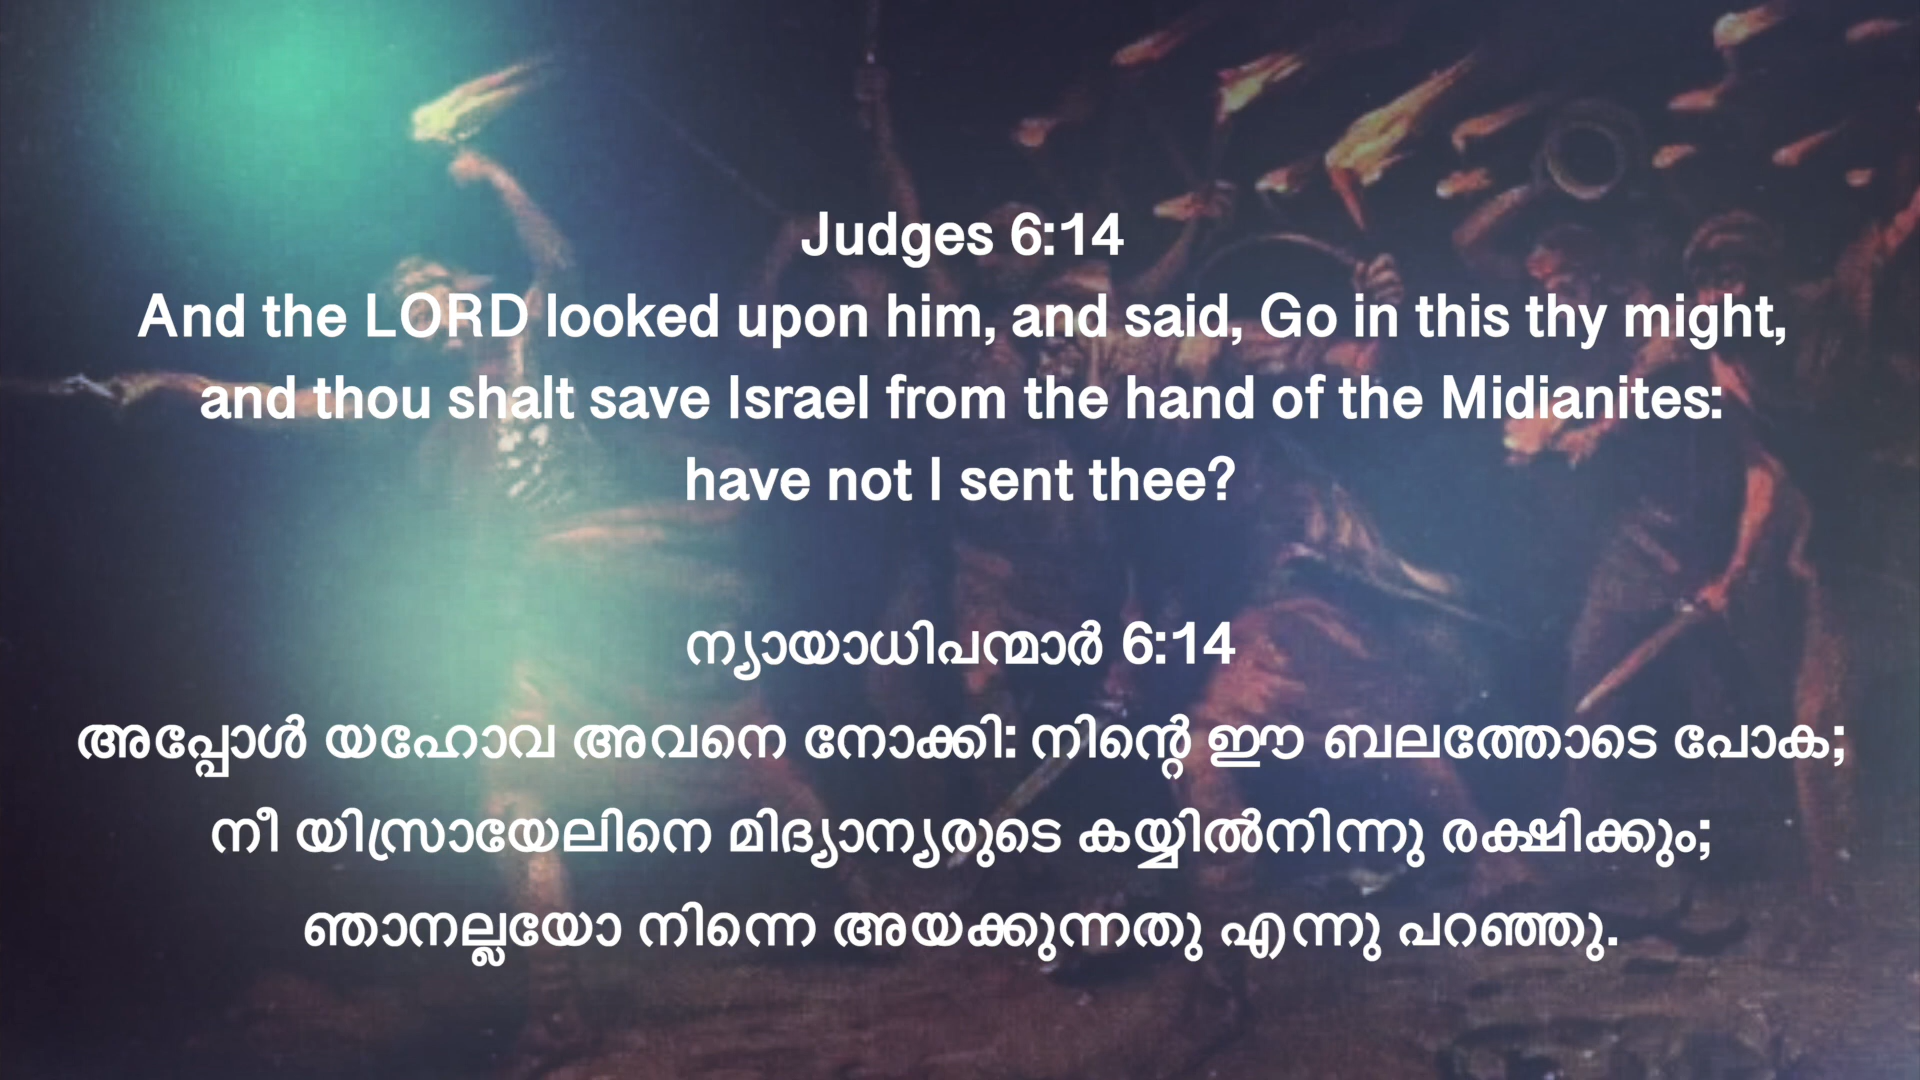 Judges 6:14
And the LORD looked upon him, and said, Go in this thy might,
and thou shalt save Israel from the hand of the Midianites:
have not I sent thee?
ന്യായാധിപന്മാർ 6:14
അപ്പോൾ യഹോവ അവനെ നോക്കി: നിന്റെ ഈ ബലത്തോടെ പോക;
നീ യിസ്രായേലിനെ മിദ്യാന്യരുടെ കയ്യിൽനിന്നു രക്ഷിക്കും;
ഞാനല്ലയോ നിന്നെ അയക്കുന്നതു എന്നു പറഞ്ഞു.